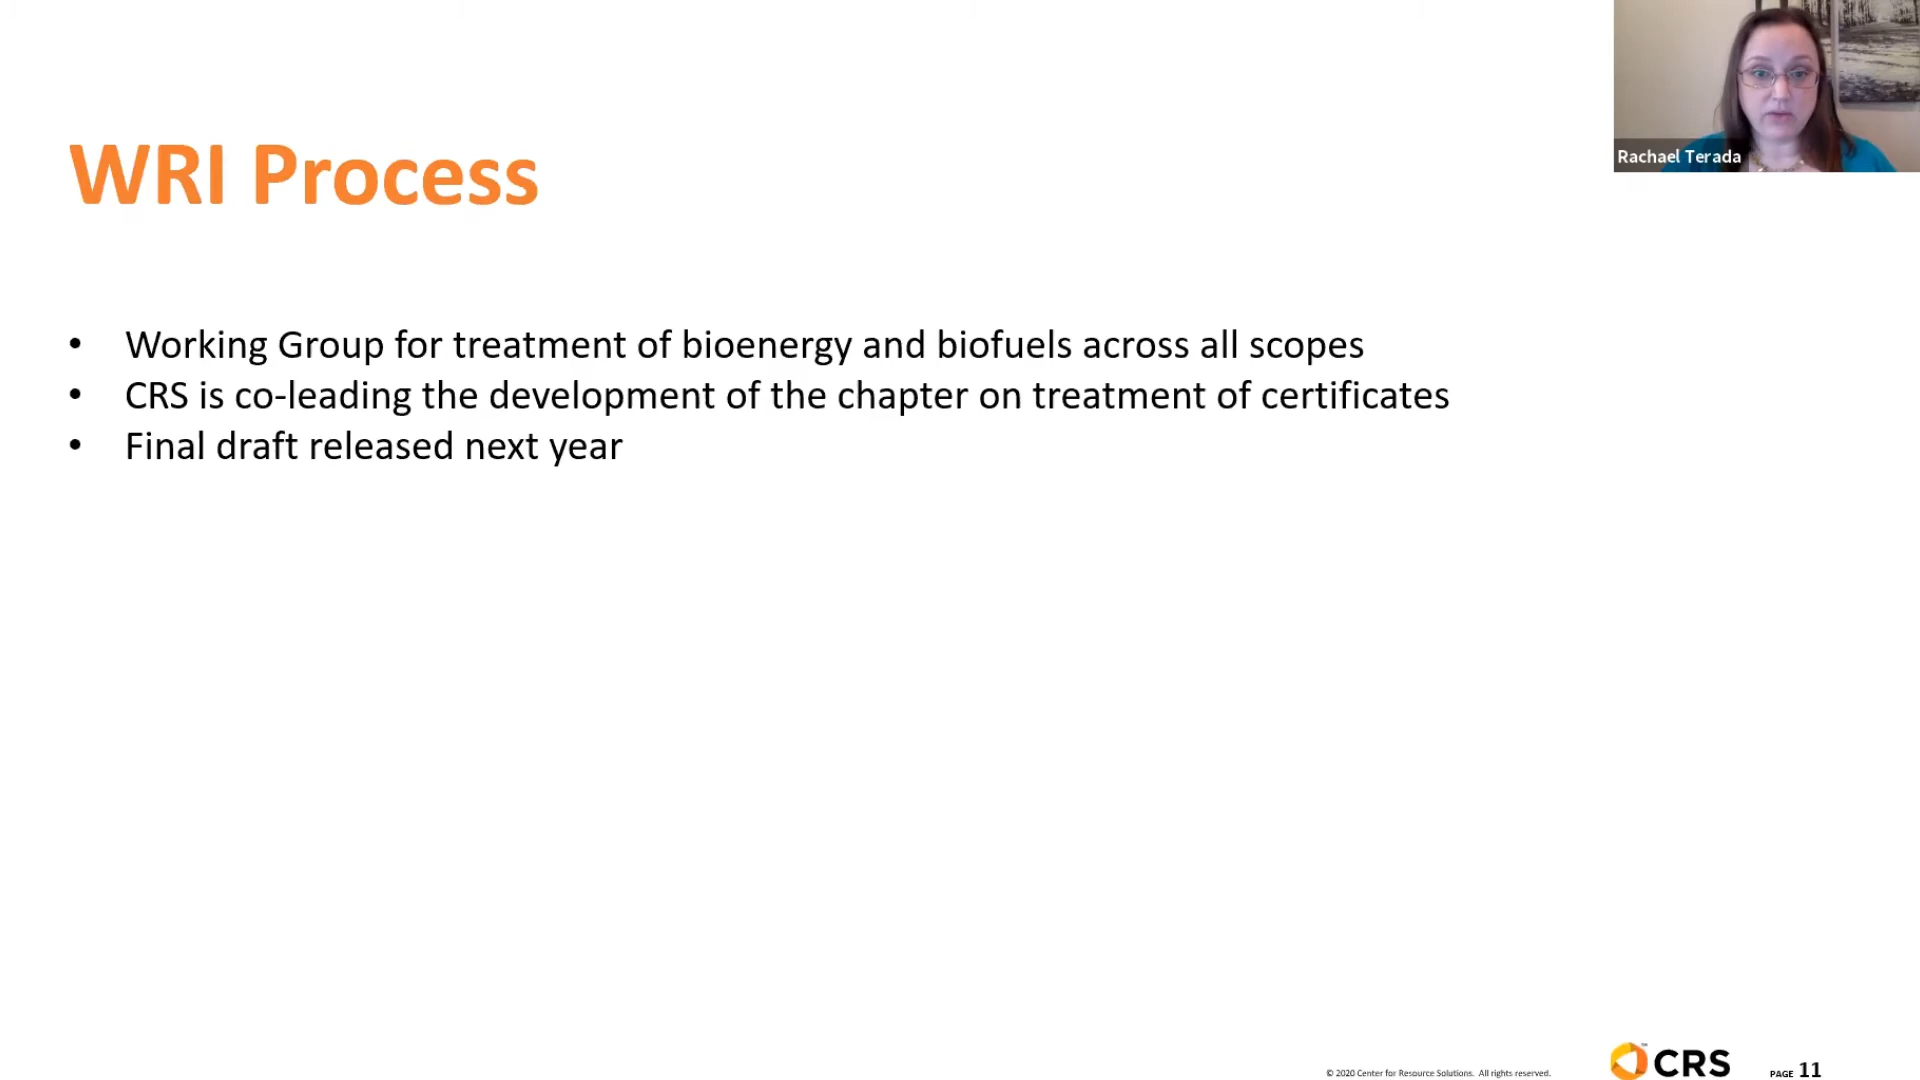 Rachael Terada
WRI Process
• Working Group for treatment of bioenergy and biofuels across all scopes
• CRS is co-leading the development of the chapter on treatment of certificates
• Final draft released next year
© 2020 Center for Resource Solutions. All rights reserved.
CRS
PAGE 11